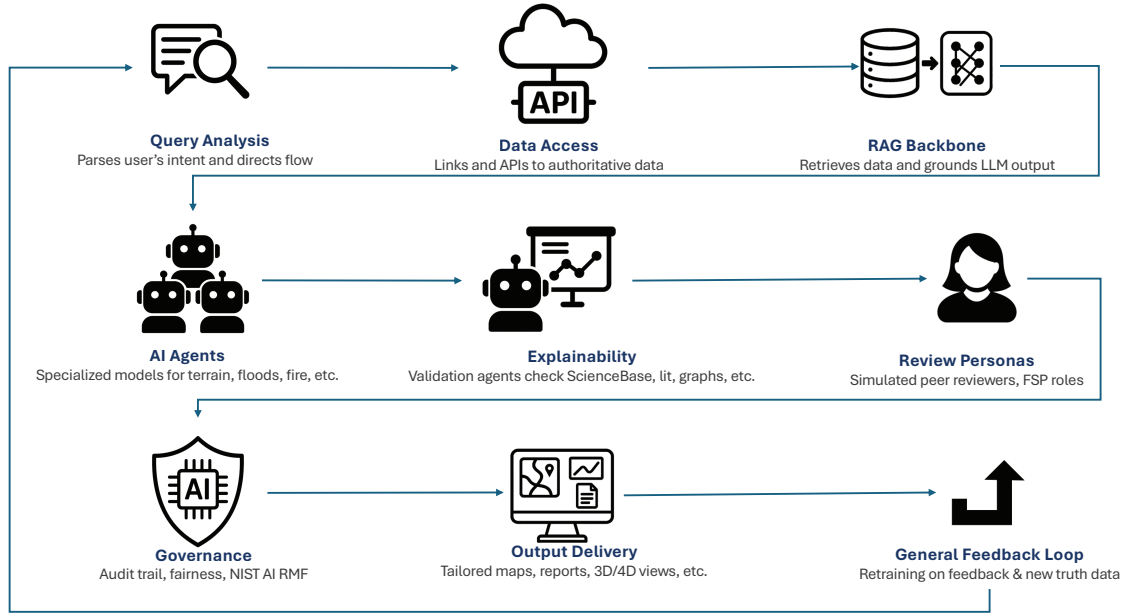 API
Query Analysis
Parses user's intent and directs flow
Data Access
Links and APIs to authoritative data
RAG Backbone
Retrieves data and grounds LLM output
AI Agents
Specialized models for terrain, floods, fire, etc.
Explainability
Validation agents check ScienceBase, lit, graphs, etc.
Review Personas
Simulated peer reviewers, FSP roles
AI
Governance
Audit trail, fairness, NIST AI RMF
Output Delivery
Tailored maps, reports, 3D/4D views, etc.
General Feedback Loop
Retraining on feedback & new truth data